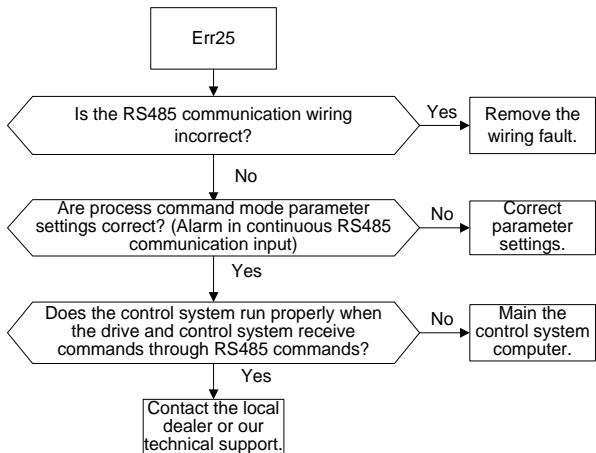 Err25
Is the RS485 communication wiring
incorrect?
Yes
Remove the
wiring fault.
No
Are process command mode parameter
settings correct? (Alarm in continuous RS485
communication input)
No
Correct
parameter
settings.
Yes
Does the control system run properly when
the drive and control system receive
commands through RS485 commands?
No
Main the
control system
computer.
Yes
Contact the local
dealer or our
technical support.